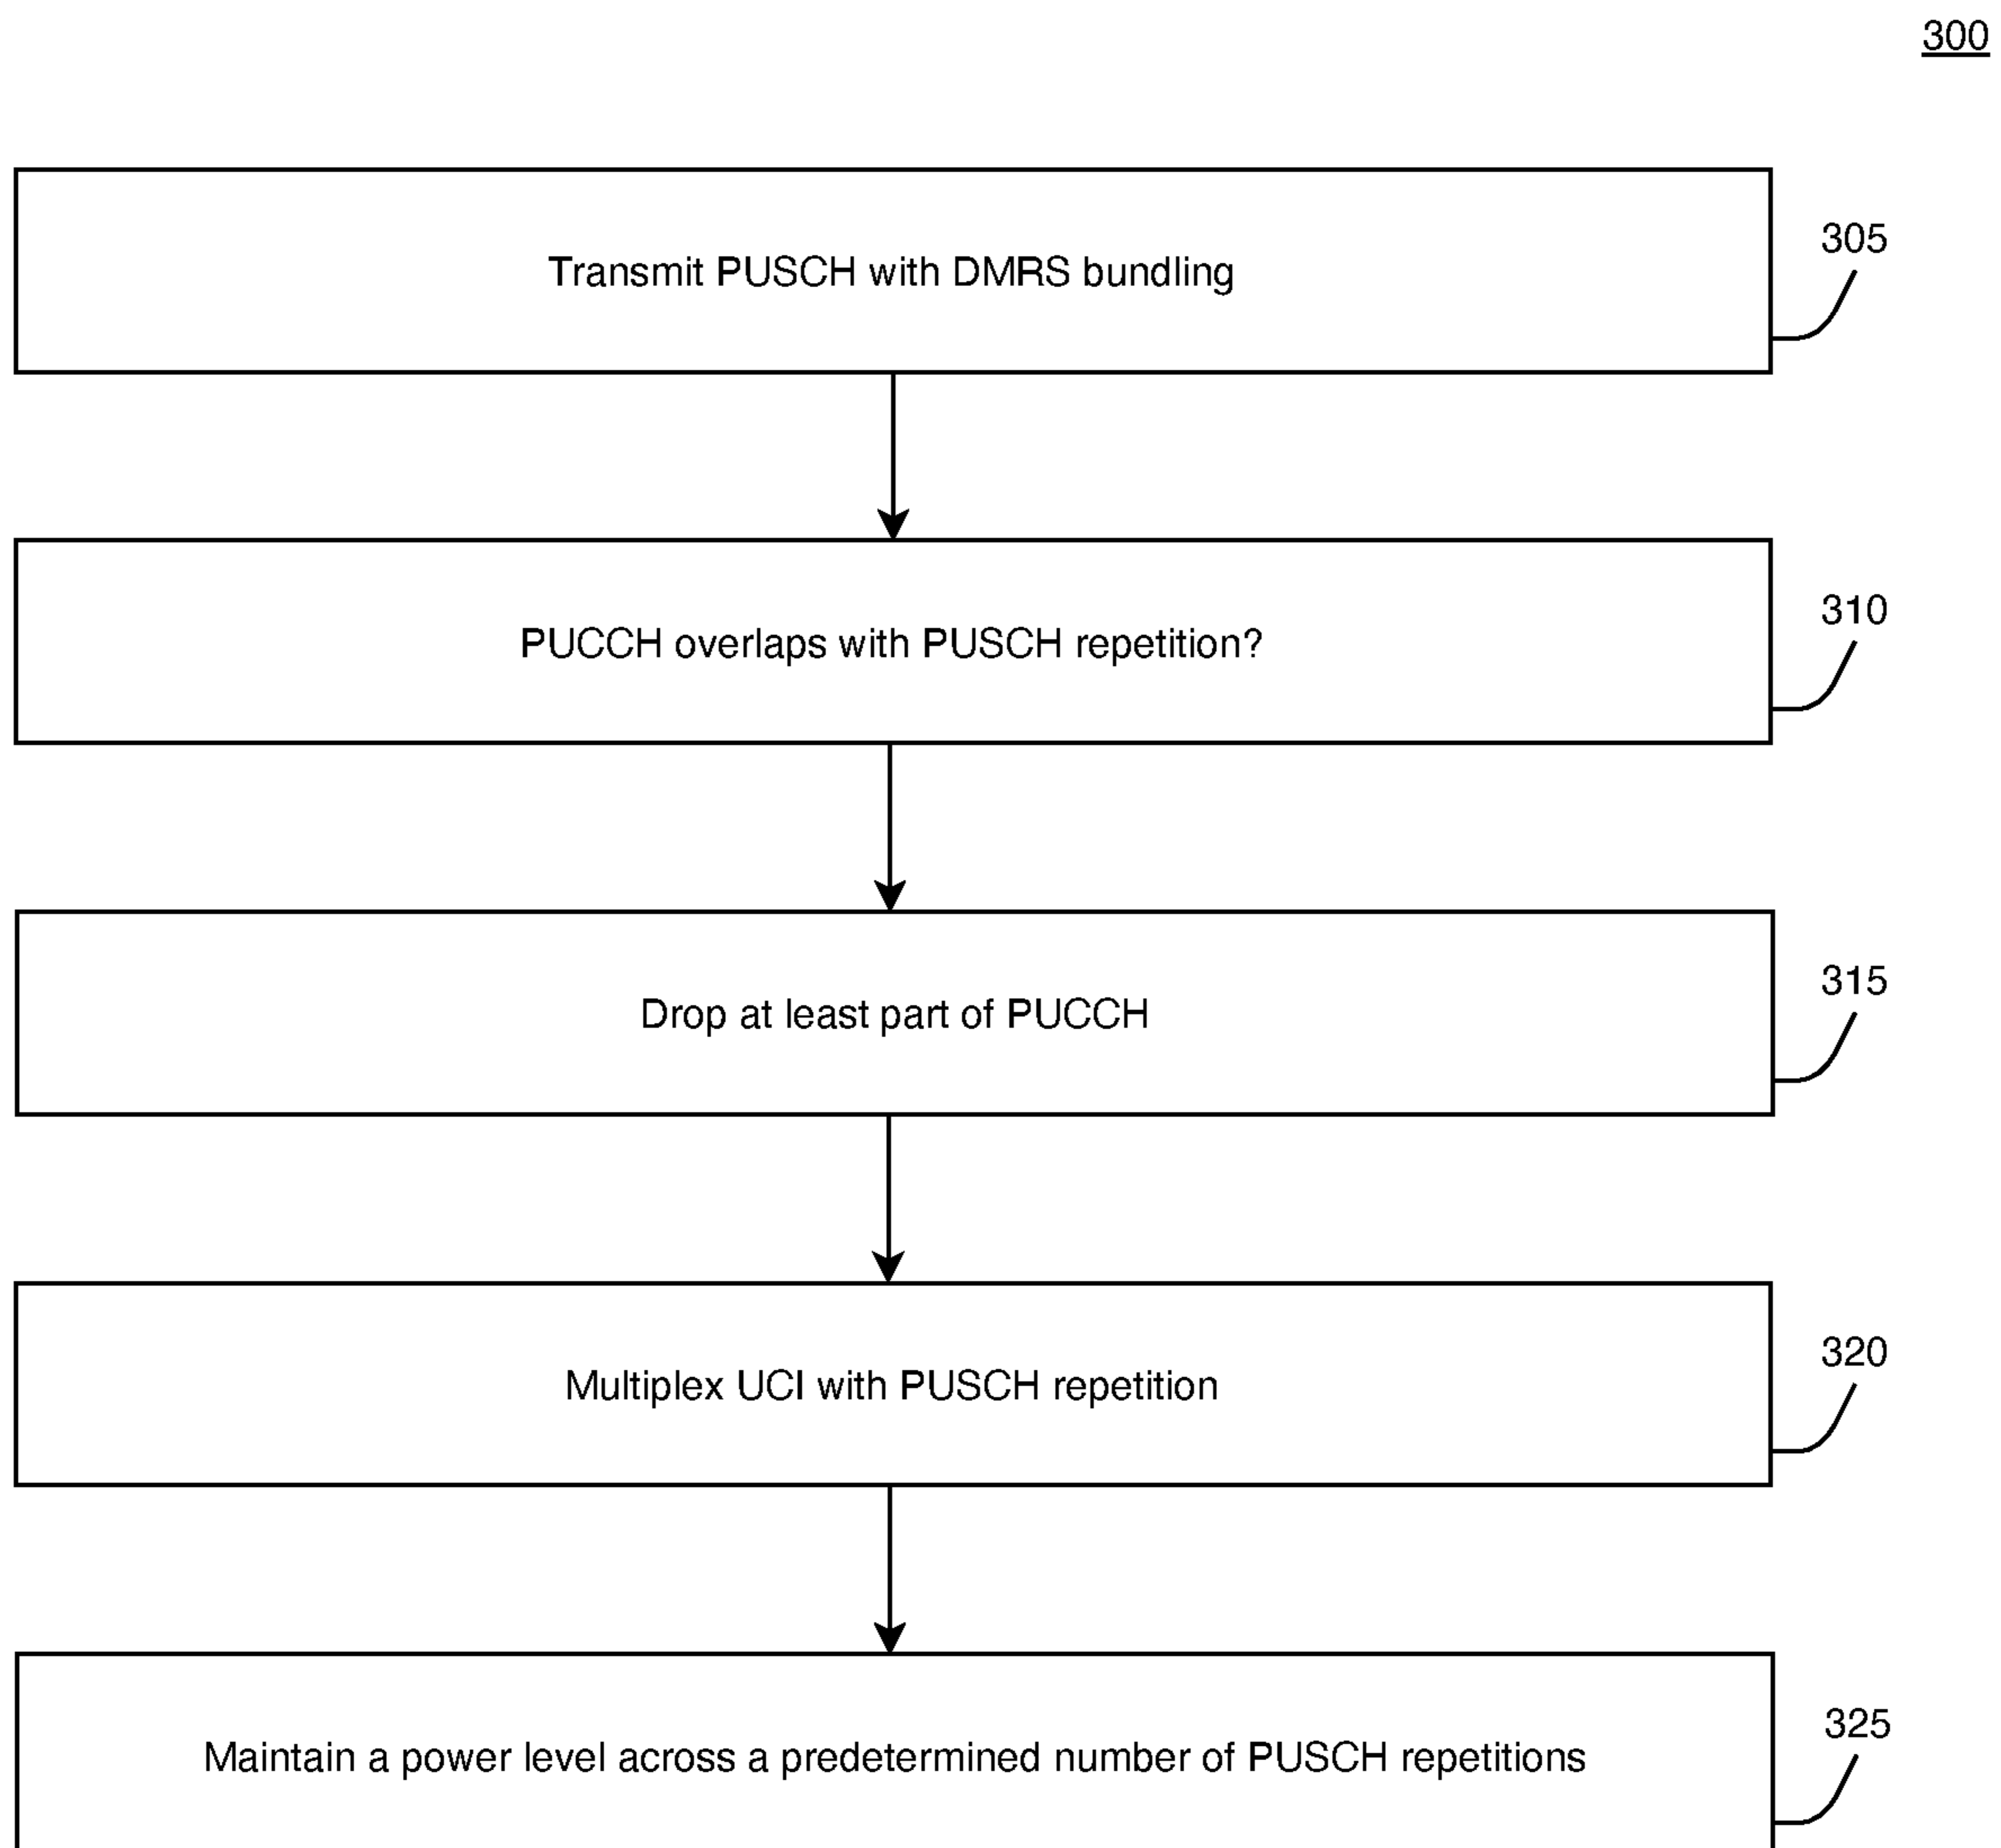 300
Transmit PUSCH with DMRS bundling
305
PUCCH overlaps with PUSCH repetition?
310
Drop at least part of PUCCH
315
Multiplex UCI with PUSCH repetition
320
Maintain a power level across a predetermined number of PUSCH repetitions
325